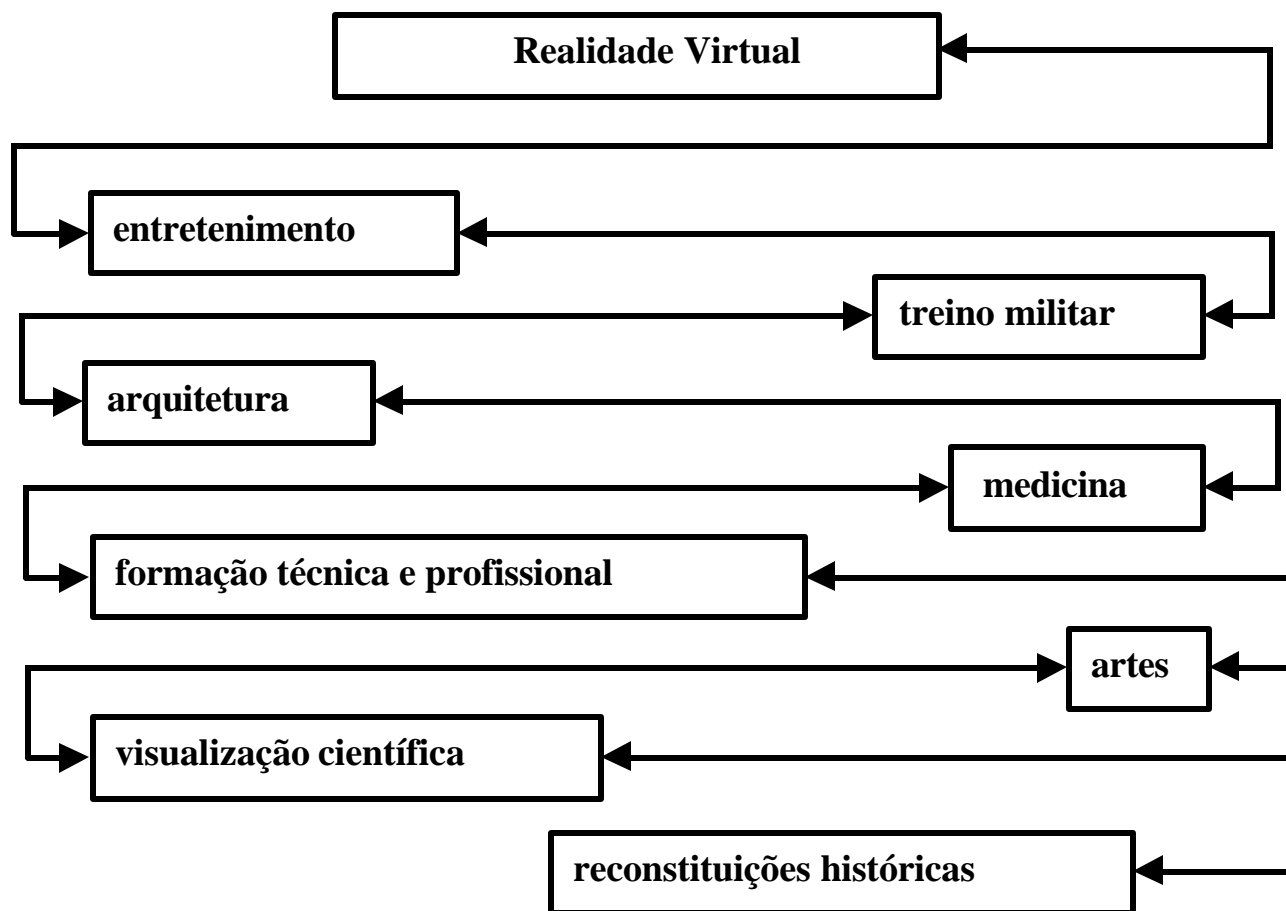 Realidade Virtual
entretenimento
treino militar
arquitetura
medicina
formação técnica e profissional
artes
visualização científica
reconstituições históricas